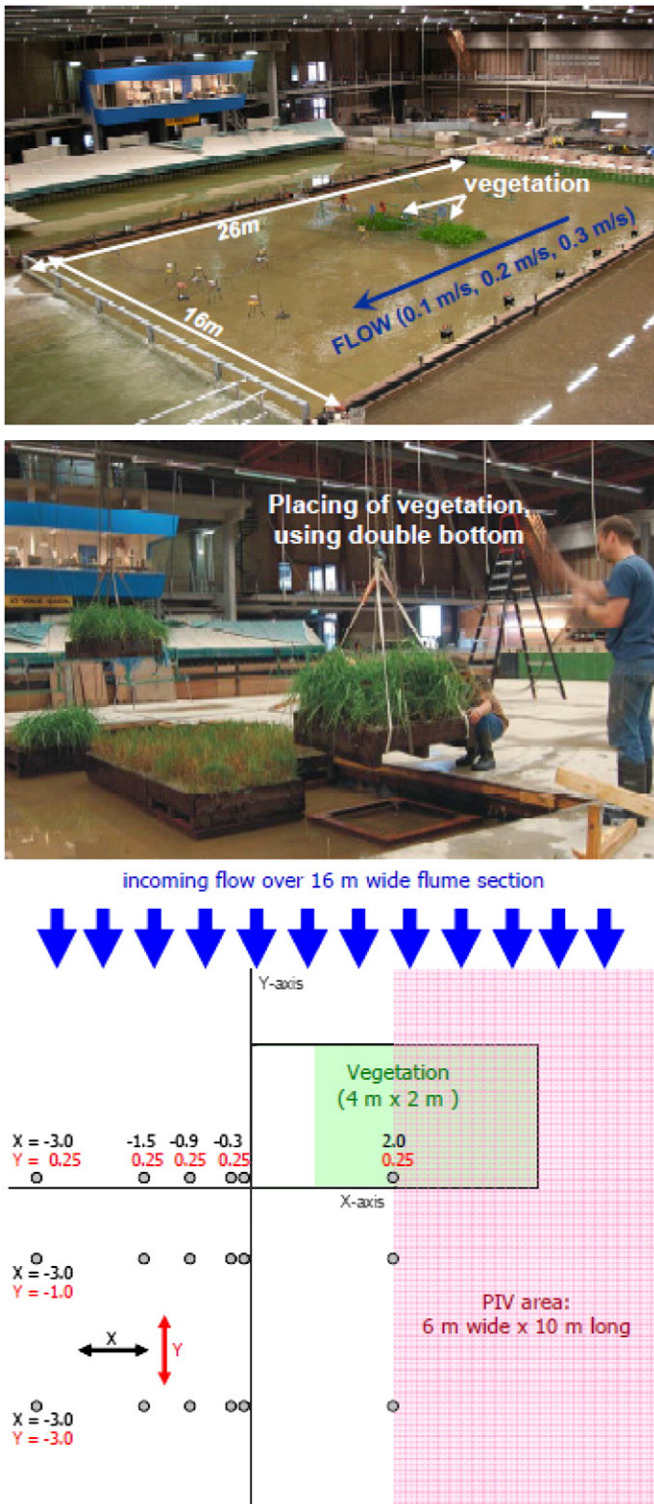 vegetation
26m
16m
FLOW (0.1 m/s, 0.2 m/s, 0.3 m/s)
Placing of vegetation,
using double bottom
incoming flow over 16 m wide flume section
Y-axis
Vegetation
(4 m x 2 m )
X = -3.0 -1.5 -0.9 -0.3 2.0
Y = 0.25 0.25 0.25 0.25 0.25
X-axis
X = -3.0
Y = -1.0
PIV area:
6 m wide x 10 m long
X
Y
X = -3.0
Y = -3.0